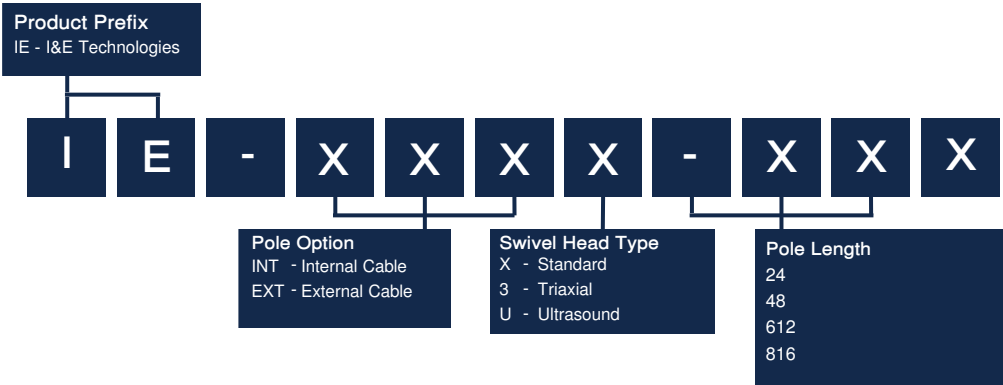 Product Prefix
IE - I&E Technologies
I E - X X X X - X X X
Pole Option
INT - Internal Cable
EXT - External Cable
Swivel Head Type
X - Standard
3 - Triaxial
U - Ultrasound
Pole Length
24
48
612
816